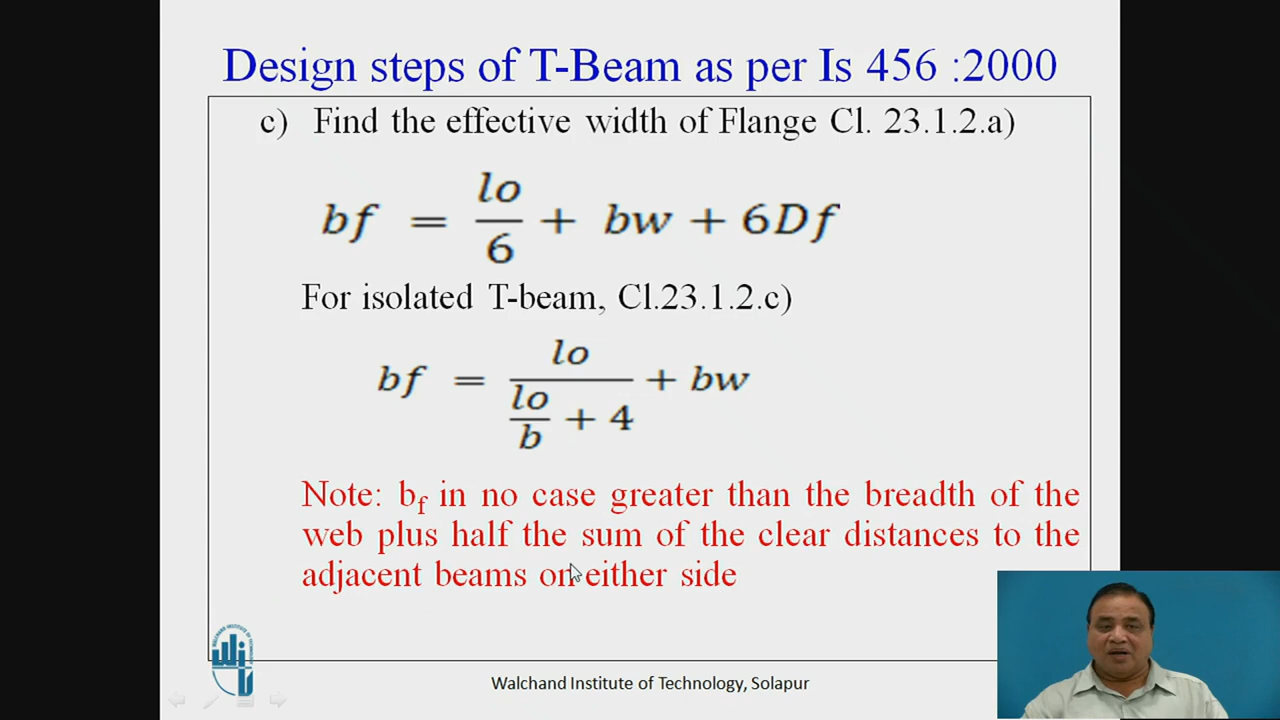 Design steps of T-Beam as per Is 456 :2000
c) Find the effective width of Flange Cl. 23.1.2.a)
bf = lo/6 + bw + 6Df
For isolated T-beam, Cl.23.1.2.c)
bf = lo/(lo/b + 4) + bw
Note: bf in no case greater than the breadth of the
web plus half the sum of the clear distances to the
adjacent beams on either side
Walchand Institute of Technology, Solapur